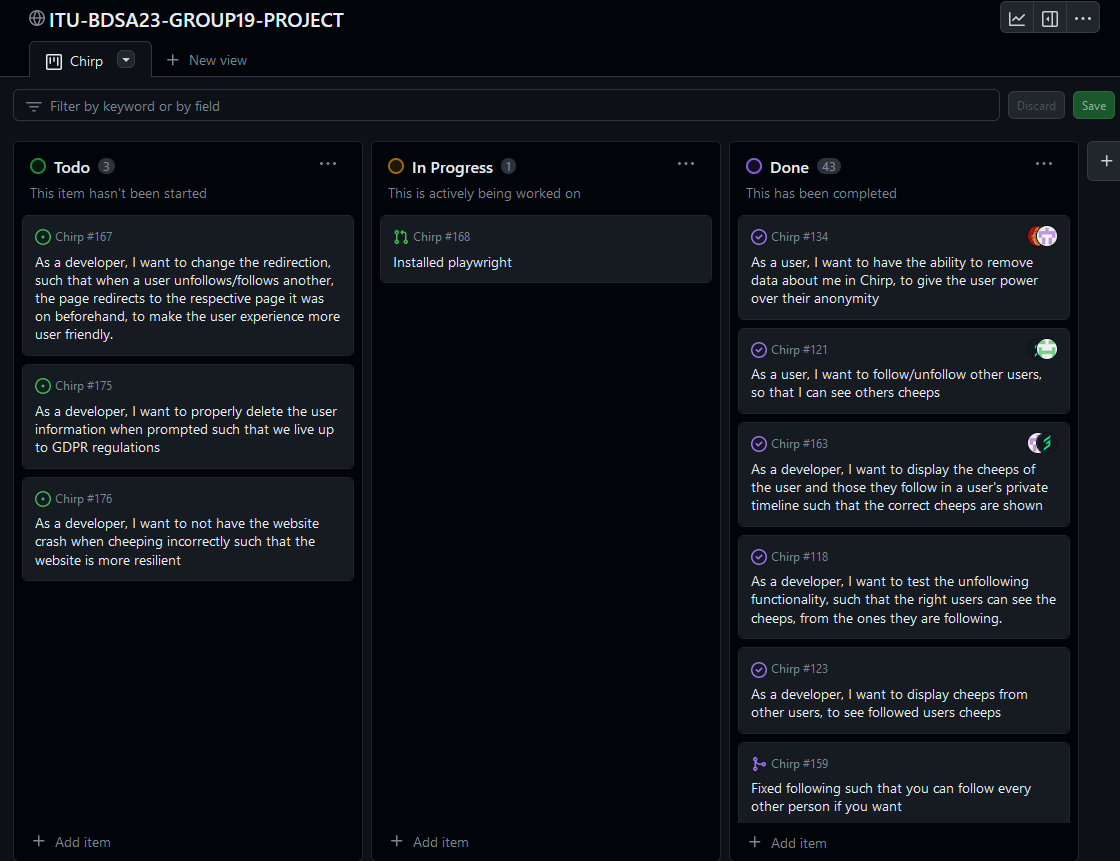 ITU-BDSA23-GROUP19-PROJECT
Chirp
New view
Filter by keyword or by field
Discard
Save
Todo 3
This item hasn't been started
Chirp #167
As a developer, I want to change the redirection,
such that when a user unfollows/follows another,
the page redirects to the respective page it was
on beforehand, to make the user experience more
user friendly.
Chirp #175
As a developer, I want to properly delete the user
information when prompted such that we live up
to GDPR regulations
Chirp #176
As a developer, I want to not have the website
crash when cheeping incorrectly such that the
website is more resilient
Add item
In Progress 1
This is actively being worked on
Chirp #168
Installed playwright
Add item
Done 43
This has been completed
Chirp #134
As a user, I want to have the ability to remove
data about me in Chirp, to give the user power
over their anonymity
Chirp #121
As a user, I want to follow/unfollow other users,
so that I can see others cheeps
Chirp #163
As a developer, I want to display the cheeps of
the user and those they follow in a user's private
timeline such that the correct cheeps are shown
Chirp #118
As a developer, I want to test the unfollowing
functionality, such that the right users can see the
cheeps, from the ones they are following.
Chirp #123
As a developer, I want to display cheeps from
other users, to see followed users cheeps
Chirp #159
Fixed following such that you can follow every
other person if you want
Add item